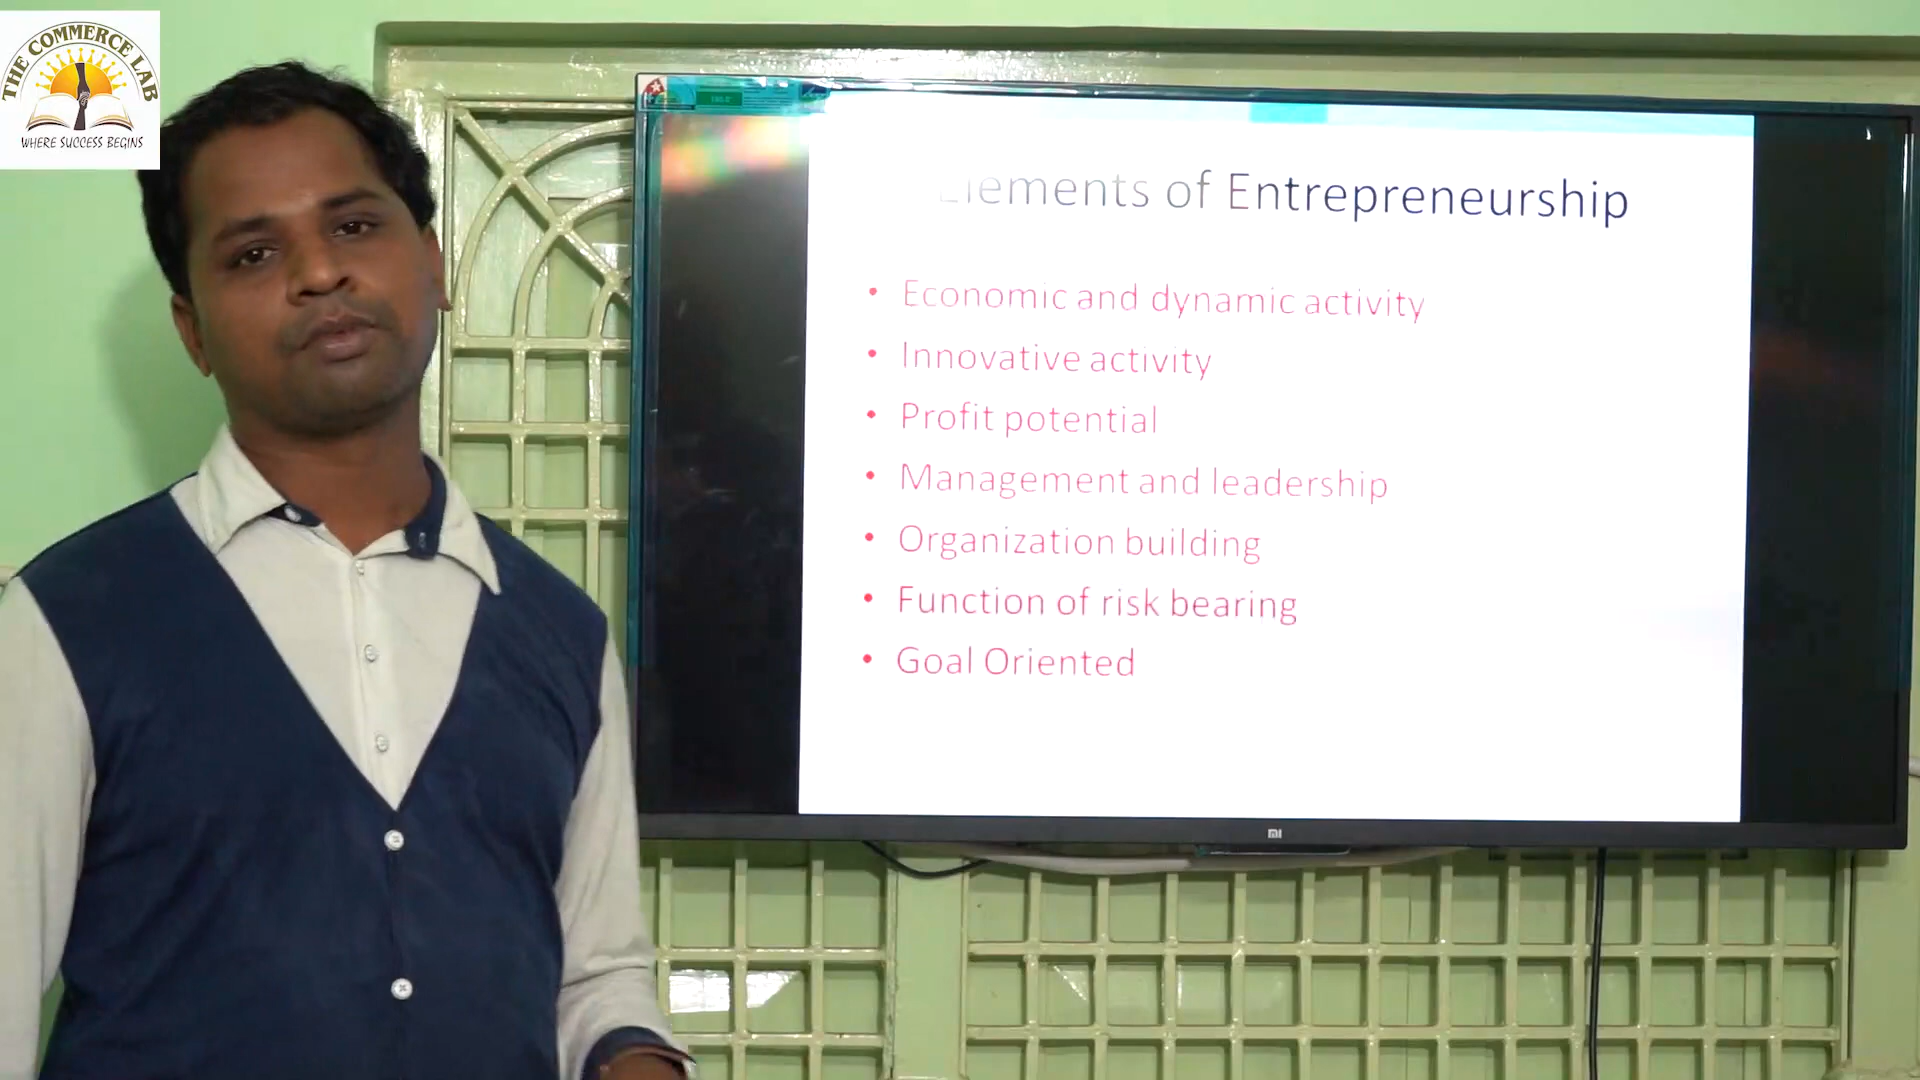 THE COMMERCE LAB
WHERE SUCCESS BEGINS
Elements of Entrepreneurship
• Economic and dynamic activity
• Innovative activity
• Profit potential
• Management and leadership
• Organization building
• Function of risk bearing
• Goal Oriented
mi